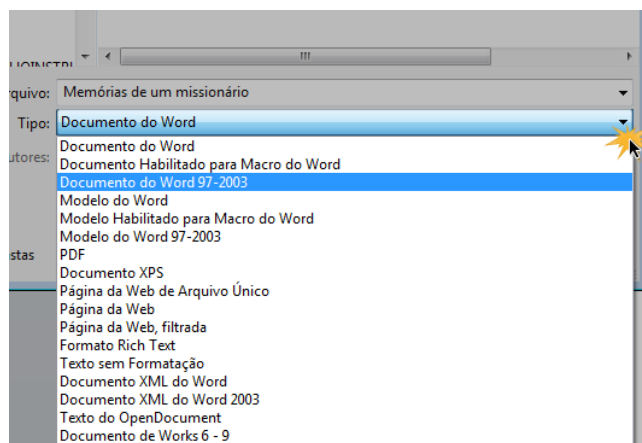 quivo: Memórias de um missionário
Tipo: Documento do Word
utores:
Documento do Word
Documento Habilitado para Macro do Word
Documento do Word 97-2003
Modelo do Word
Modelo Habilitado para Macro do Word
Modelo do Word 97-2003
stas
PDF
Documento XPS
Página da Web de Arquivo Único
Página da Web
Página da Web, filtrada
Formato Rich Text
Texto sem Formatação
Documento XML do Word
Documento XML do Word 2003
Texto do OpenDocument
Documento de Works 6 - 9